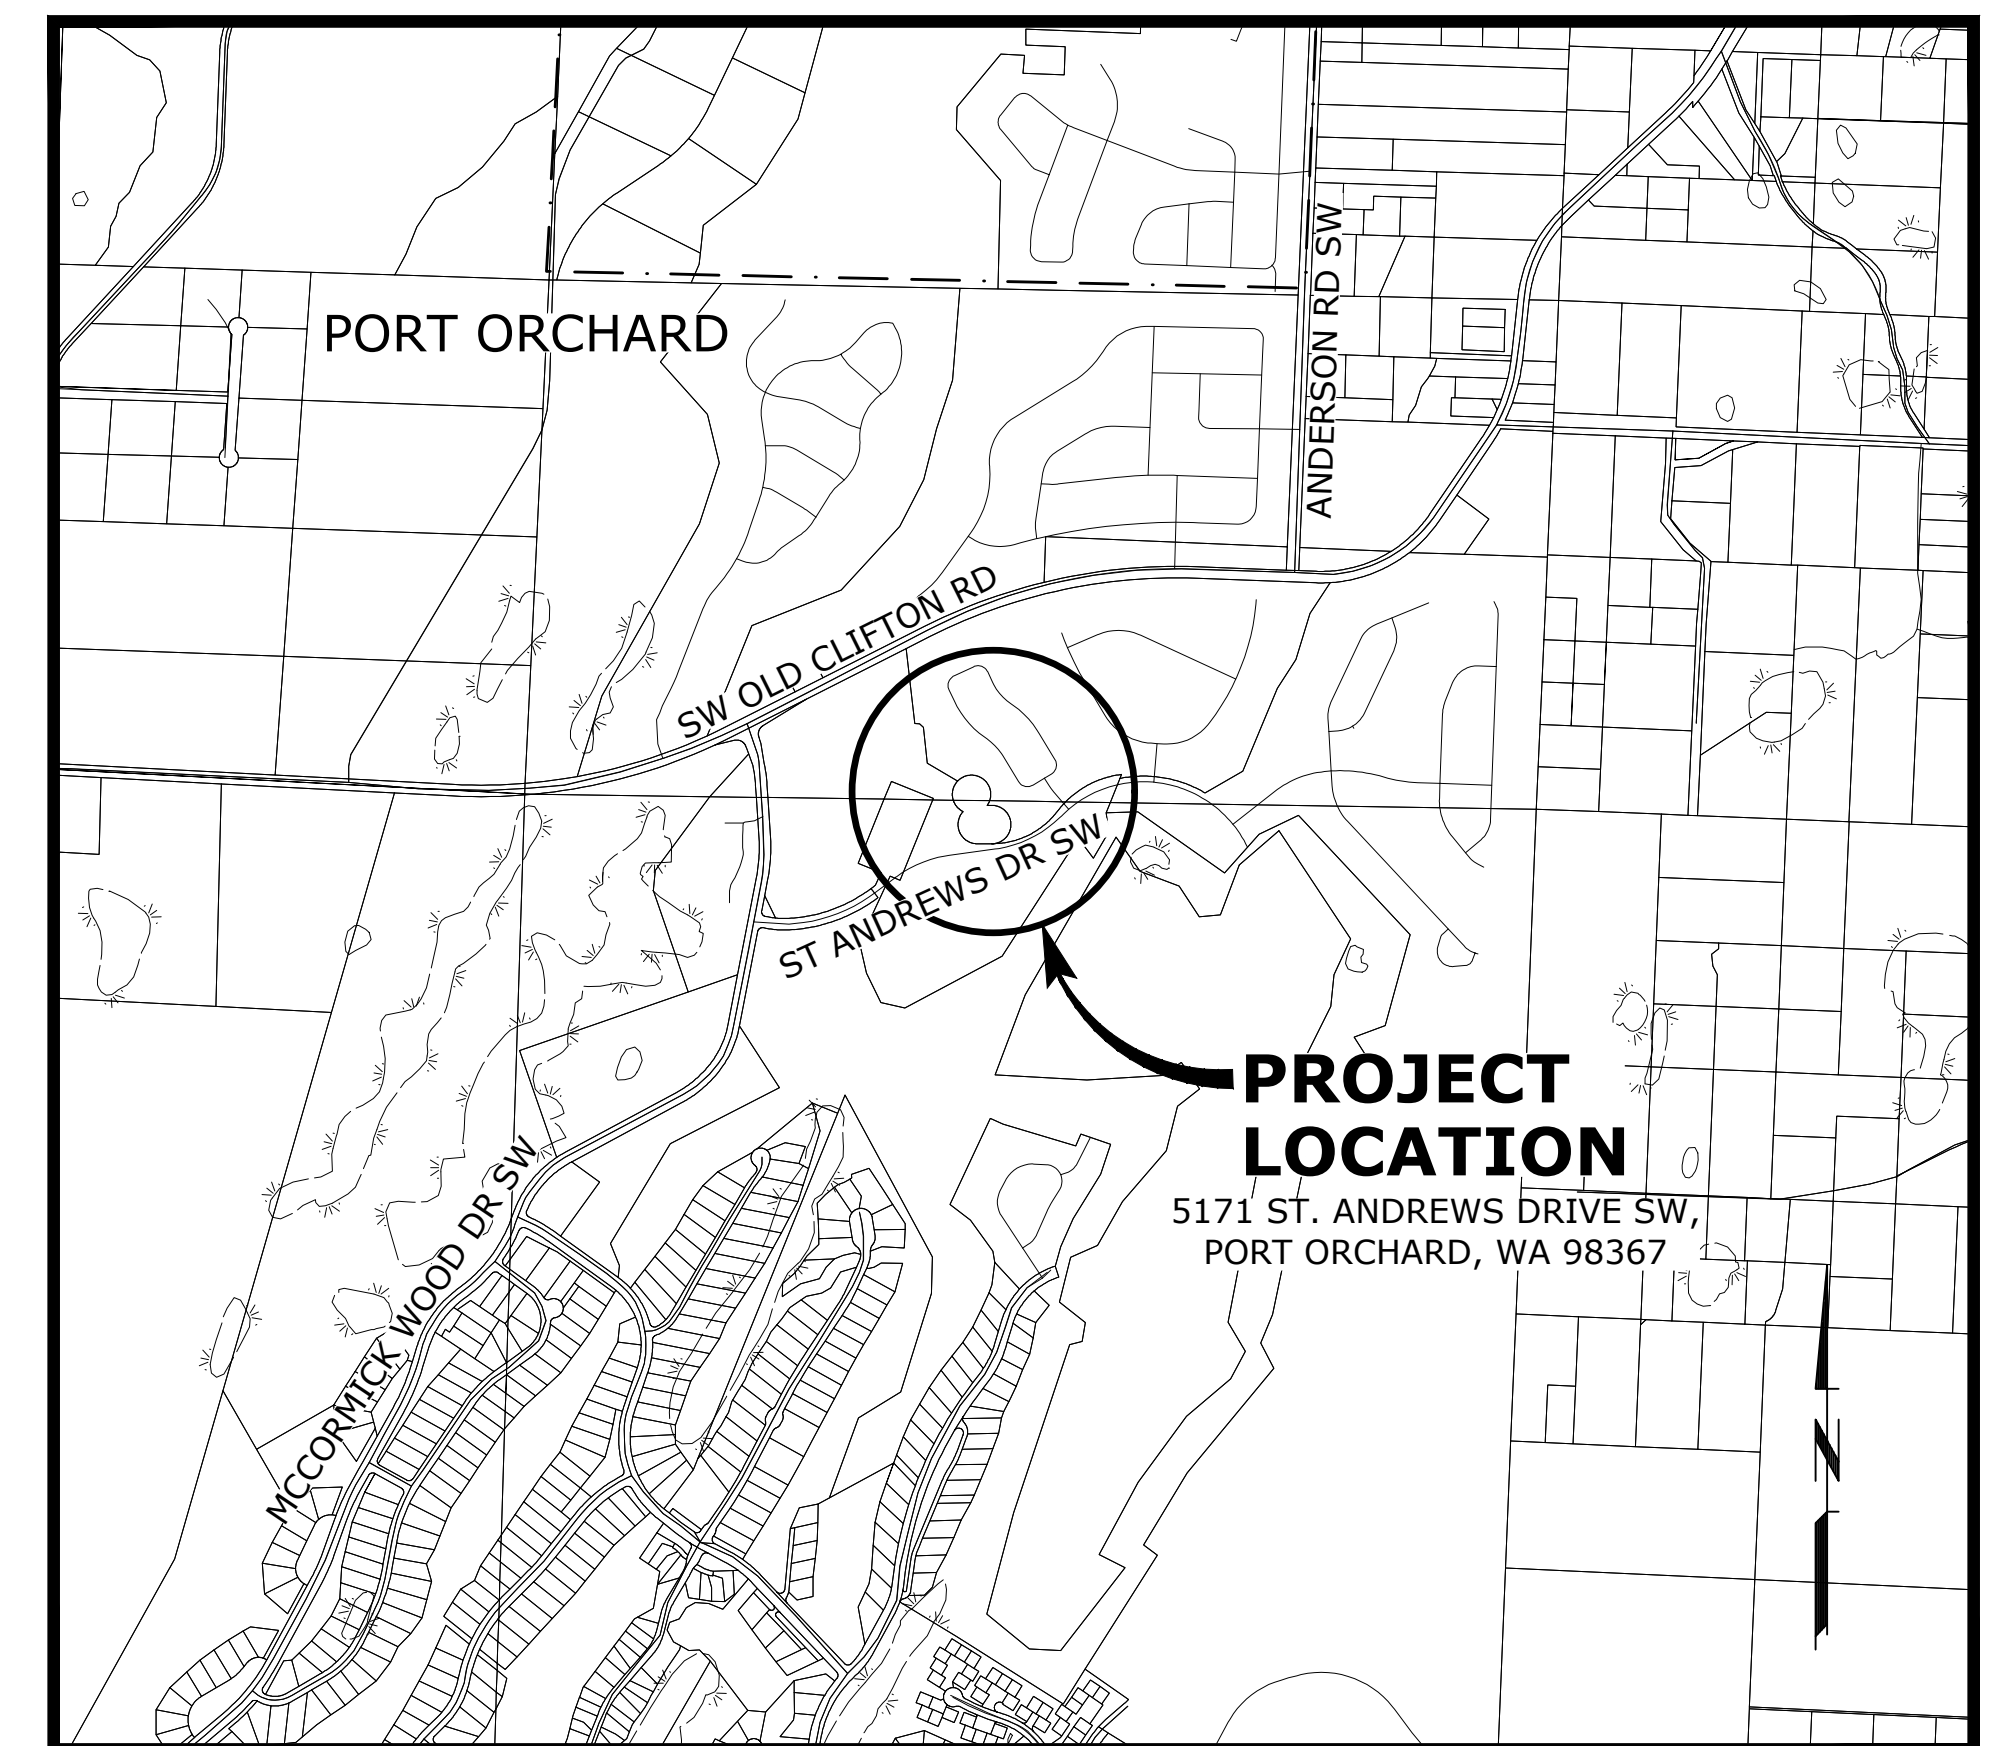 PORT ORCHARD
ANDERSON RD SW
SW OLD CLIFTON RD
ST ANDREWS DR SW
PROJECT
LOCATION
5171 ST. ANDREWS DRIVE SW,
PORT ORCHARD, WA 98367
MCCORMICK WOOD DR SW
N